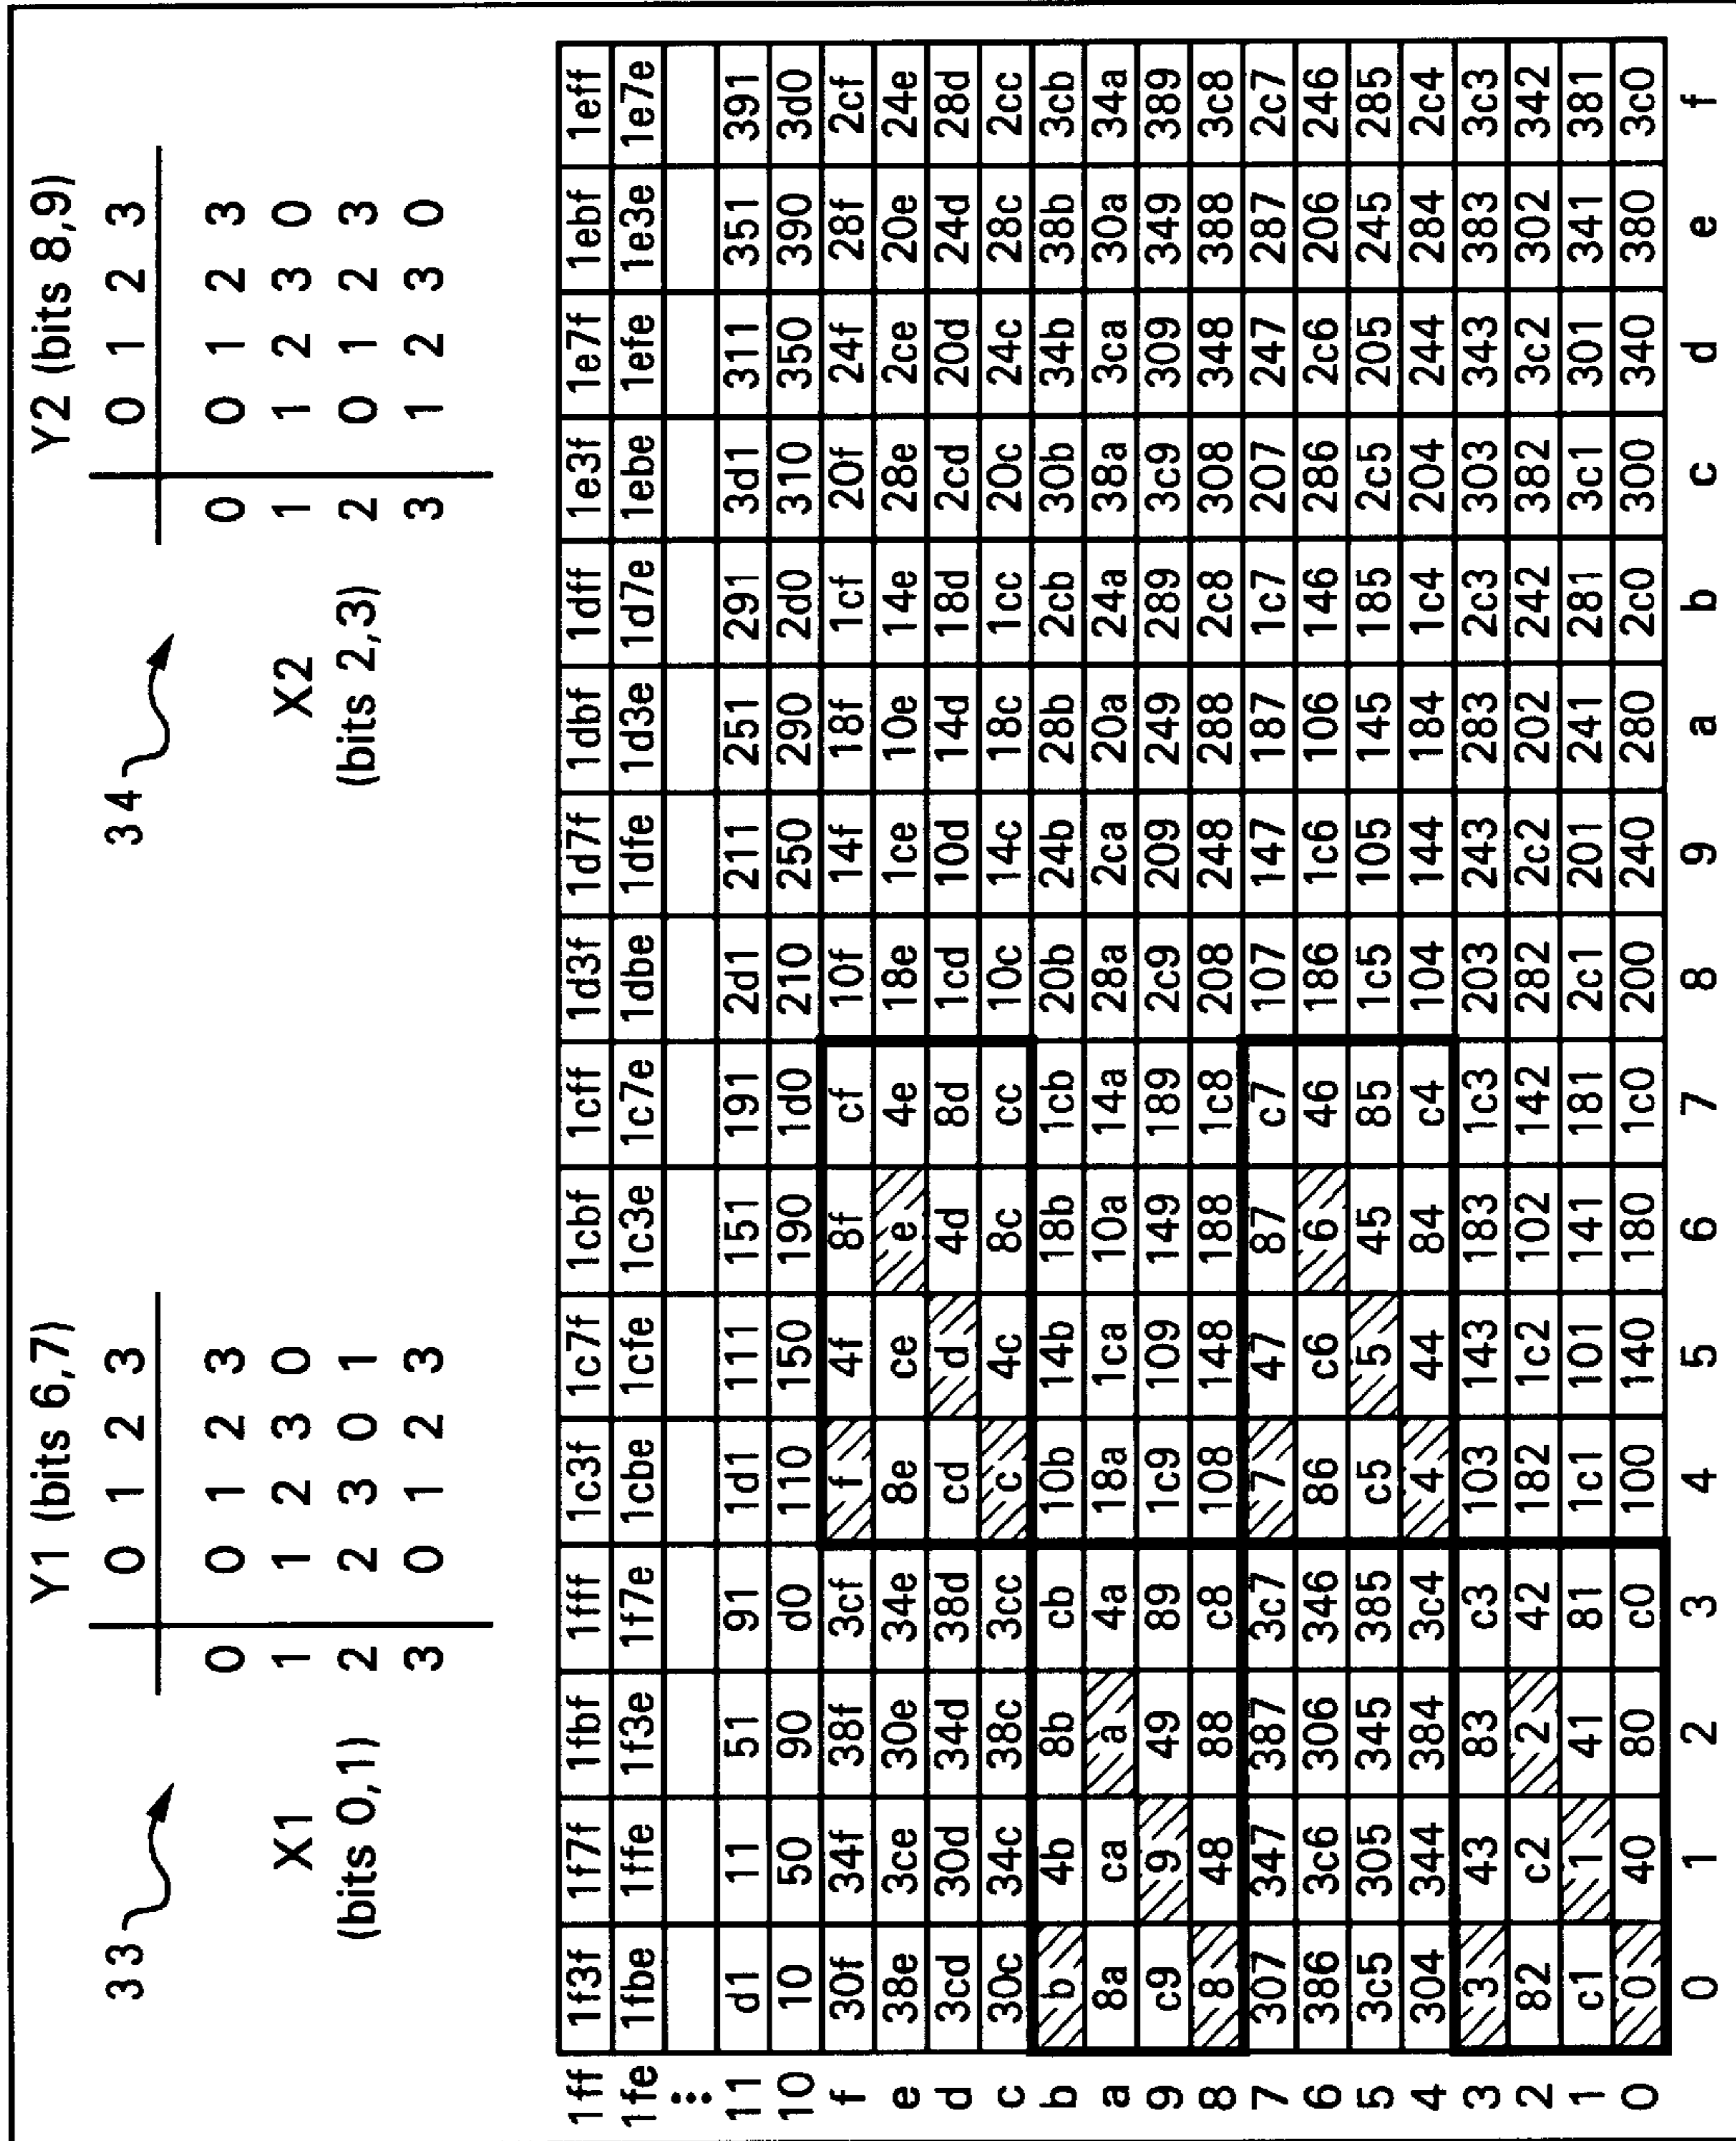 33
Y1 (bits 6,7)
0 1 2 3
0 0 1 2 3
X1 1 1 2 3 0
(bits 0,1) 2 2 3 0 1
3 0 1 2 3
34
Y2 (bits 8,9)
0 1 2 3
0 0 1 2 3
X2 1 1 2 3 0
(bits 2,3) 2 0 1 2 3
3 1 2 3 0
1ff 1f3f 1f7f 1fbf 1fff 1c3f 1c7f 1cbf 1cff 1d3f 1d7f 1dbf 1dff 1e3f 1e7f 1ebf 1eff
1fe 1fbe 1ffe 1f3e 1f7e 1cbe 1cfe 1c3e 1c7e 1dbe 1dfe 1d3e 1d7e 1ebe 1efe 1e3e 1e7e
⋮
11 d1 11 51 91 1d1 111 151 191 2d1 211 251 291 3d1 311 351 391
10 10 50 90 d0 110 150 190 1d0 210 250 290 2d0 310 350 390 3d0
f 30f 34f 38f 3cf f 4f 8f cf 10f 14f 18f 1cf 20f 24f 28f 2cf
e 38e 3ce 30e 34e 8e ce e 4e 18e 1ce 10e 14e 28e 2ce 20e 24e
d 3cd 30d 34d 38d cd d 4d 8d 1cd 10d 14d 18d 2cd 20d 24d 28d
c 30c 34c 38c 3cc c 4c 8c cc 10c 14c 18c 1cc 20c 24c 28c 2cc
b b 4b 8b cb 10b 14b 18b 1cb 20b 24b 28b 2cb 30b 34b 38b 3cb
a 8a ca a 4a 18a 1ca 10a 14a 28a 2ca 20a 24a 38a 3ca 30a 34a
9 c9 9 49 89 1c9 109 149 189 2c9 209 249 289 3c9 309 349 389
8 8 48 88 c8 108 148 188 1c8 208 248 288 2c8 308 348 388 3c8
7 307 347 387 3c7 7 47 87 c7 107 147 187 1c7 207 247 287 2c7
6 386 3c6 306 346 86 c6 6 46 186 1c6 106 146 286 2c6 206 246
5 3c5 305 345 385 c5 5 45 85 1c5 105 145 185 2c5 205 245 285
4 304 344 384 3c4 4 44 84 c4 104 144 184 1c4 204 244 284 2c4
3 3 43 83 c3 103 143 183 1c3 203 243 283 2c3 303 343 383 3c3
2 82 c2 2 42 182 1c2 102 142 282 2c2 202 242 382 3c2 302 342
1 c1 1 41 81 1c1 101 141 181 2c1 201 241 281 3c1 301 341 381
0 0 40 80 c0 100 140 180 1c0 200 240 280 2c0 300 340 380 3c0
0 1 2 3 4 5 6 7 8 9 a b c d e f